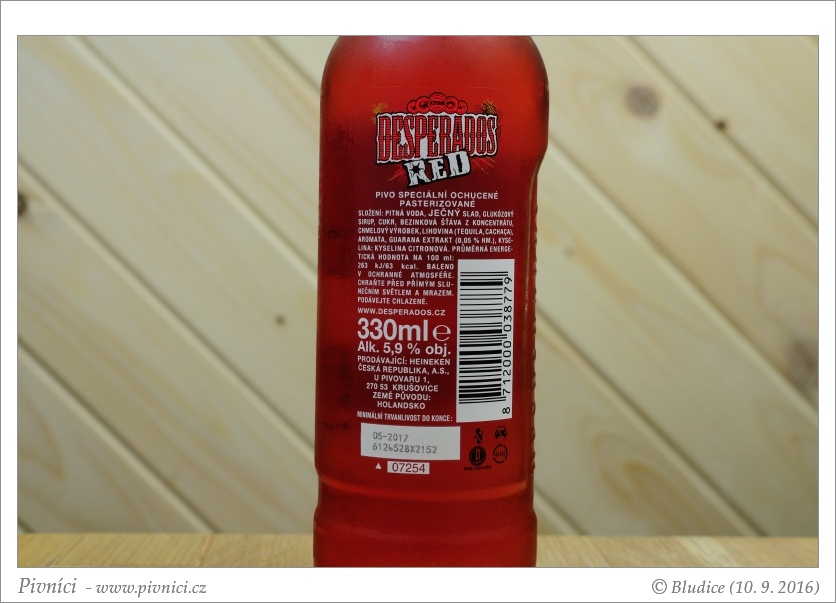 DESPERADOS
RED
PIVO SPECIÁLNÍ OCHUCENÉ
PASTERIZOVANÉ
SLOŽENÍ: PITNÁ VODA, JEČNÝ SLAD, GLUKÓZOVÝ
SIRUP, CUKR, BEZINKOVÁ ŠŤÁVA Z KONCENTRÁTU,
CHMELOVÝ VÝROBEK, LIHOVINA (TEQUILA, CACHAÇA),
AROMATA, GUARANA EXTRAKT (0,05 % HM.), KYSE-
LINA: KYSELINA CITRONOVÁ. PRŮMĚRNÁ ENERGE-
TICKÁ HODNOTA NA 100 ml:
263 kJ/63 kcal. BALENO
V OCHRANNÉ ATMOSFÉŘE.
CHRAŇTE PŘED PŘÍMÝM SLU-
NEČNÍM SVĚTLEM A MRAZEM.
PODÁVEJTE CHLAZENÉ.
WWW.DESPERADOS.CZ
330ml e
Alk. 5,9 % obj.
PRODÁVAJÍCÍ: HEINEKEN
ČESKÁ REPUBLIKA, A.S.,
U PIVOVARU 1,
270 53 KRUŠOVICE
ZEMĚ PŮVODU:
HOLANDSKO
MINIMÁLNÍ TRVANLIVOST DO KONCE:
05-2017
6124528X2152
▲ 07254
8 712000 038779
Pivníci - www.pivnici.cz
© Bludice (10. 9. 2016)